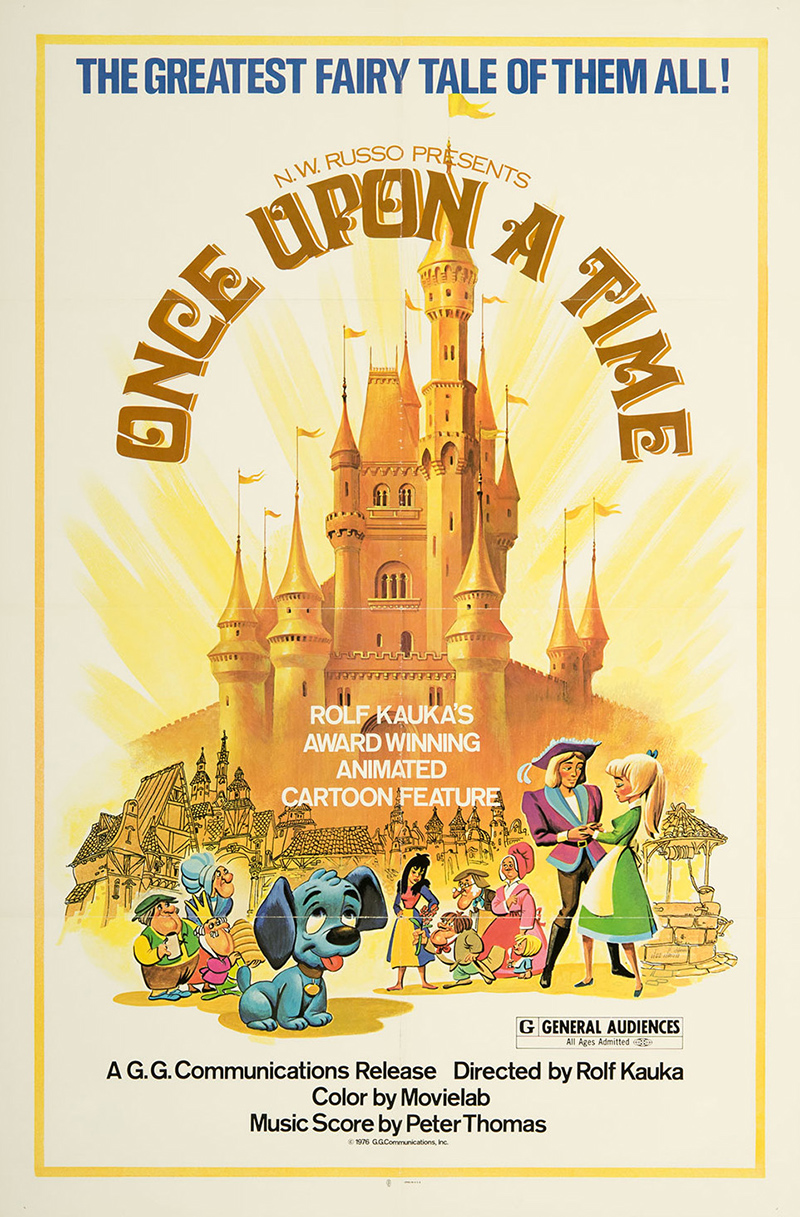 THE GREATEST FAIRY TALE OF THEM ALL!
N.W. RUSSO PRESENTS
ONCE UPON A TIME
ROLF KAUKA'S
AWARD WINNING
ANIMATED
CARTOON FEATURE
G GENERAL AUDIENCES
All Ages Admitted
A G.G. Communications Release Directed by Rolf Kauka
Color by Movielab
Music Score by Peter Thomas
© 1976 G.G.Communications, Inc.